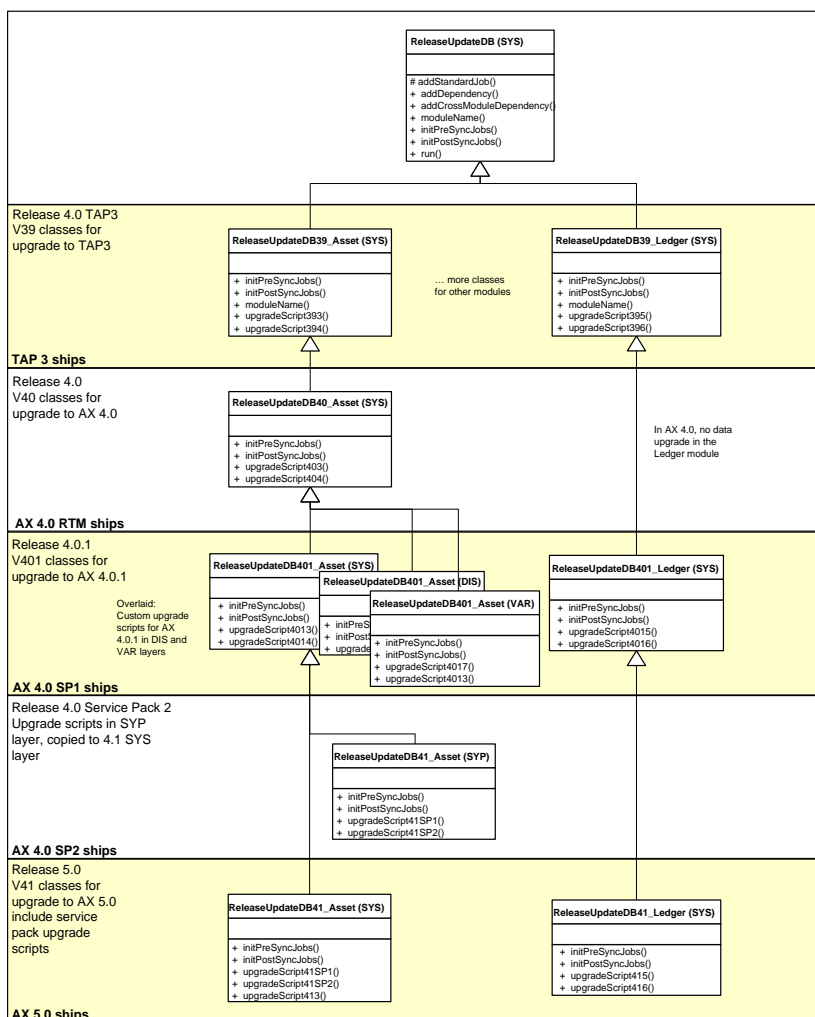 ReleaseUpdateDB (SYS)
# addStandardJob()
+ addDependency()
+ addCrossModuleDependency()
+ moduleName()
+ initPreSyncJobs()
+ initPostSyncJobs()
+ run()
Release 4.0 TAP3
V39 classes for
upgrade to TAP3
ReleaseUpdateDB39_Asset (SYS)
+ initPreSyncJobs()
+ initPostSyncJobs()
+ moduleName()
+ upgradeScript393()
+ upgradeScript394()
... more classes
for other modules
ReleaseUpdateDB39_Ledger (SYS)
+ initPreSyncJobs()
+ initPostSyncJobs()
+ moduleName()
+ upgradeScript395()
+ upgradeScript396()
TAP 3 ships
Release 4.0
V40 classes for
upgrade to AX 4.0
ReleaseUpdateDB40_Asset (SYS)
+ initPreSyncJobs()
+ initPostSyncJobs()
+ upgradeScript403()
+ upgradeScript404()
In AX 4.0, no data
upgrade in the
Ledger module
AX 4.0 RTM ships
Release 4.0.1
V401 classes for
upgrade to AX 4.0.1
Overlaid:
Custom upgrade
scripts for AX
4.0.1 in DIS and
VAR layers
ReleaseUpdateDB401_Asset (SYS)
+ initPreSyncJobs()
+ initPostSyncJobs()
+ upgradeScript4013()
+ upgradeScript4014()
ReleaseUpdateDB401_Asset (DIS)
+ initPreS
+ initPost
+ upgrade
ReleaseUpdateDB401_Asset (VAR)
+ initPreSyncJobs()
+ initPostSyncJobs()
+ upgradeScript4017()
+ upgradeScript4013()
ReleaseUpdateDB401_Ledger (SYS)
+ initPreSyncJobs()
+ initPostSyncJobs()
+ upgradeScript4015()
+ upgradeScript4016()
AX 4.0 SP1 ships
Release 4.0 Service Pack 2
Upgrade scripts in SYP
layer, copied to 4.1 SYS
layer
ReleaseUpdateDB41_Asset (SYP)
+ initPreSyncJobs()
+ initPostSyncJobs()
+ upgradeScript41SP1()
+ upgradeScript41SP2()
AX 4.0 SP2 ships
Release 5.0
V41 classes for
upgrade to AX 5.0
include service
pack upgrade
scripts
ReleaseUpdateDB41_Asset (SYS)
+ initPreSyncJobs()
+ initPostSyncJobs()
+ upgradeScript41SP1()
+ upgradeScript41SP2()
+ upgradeScript413()
ReleaseUpdateDB41_Ledger (SYS)
+ initPreSyncJobs()
+ initPostSyncJobs()
+ upgradeScript415()
+ upgradeScript416()
AX 5.0 ships